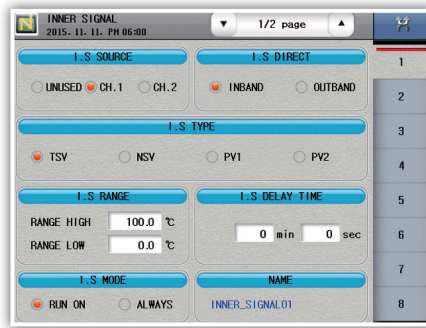 INNER SIGNAL
2015. 11. 11. PM 06:00
1/2 page
I.S SOURCE
I.S DIRECT
UNUSED CH.1 CH.2
INBAND OUTBAND
I.S TYPE
TSV NSV PV1 PV2
I.S RANGE
I.S DELAY TIME
RANGE HIGH 100.0 ℃
RANGE LOW 0.0 ℃
0 min 0 sec
I.S MODE
NAME
RUN ON ALWAYS
INNER_SIGNAL01
1
2
3
4
5
6
7
8